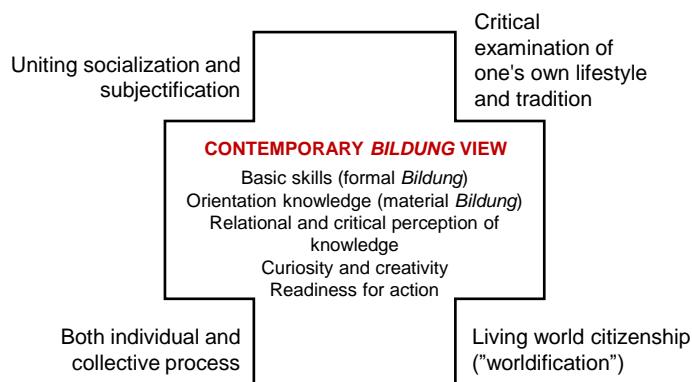 Uniting socialization and
subjectification
Critical
examination of
one's own lifestyle
and tradition
CONTEMPORARY BILDUNG VIEW
Basic skills (formal Bildung)
Orientation knowledge (material Bildung)
Relational and critical perception of
knowledge
Curiosity and creativity
Readiness for action
Both individual and
collective process
Living world citizenship
(”worldification”)